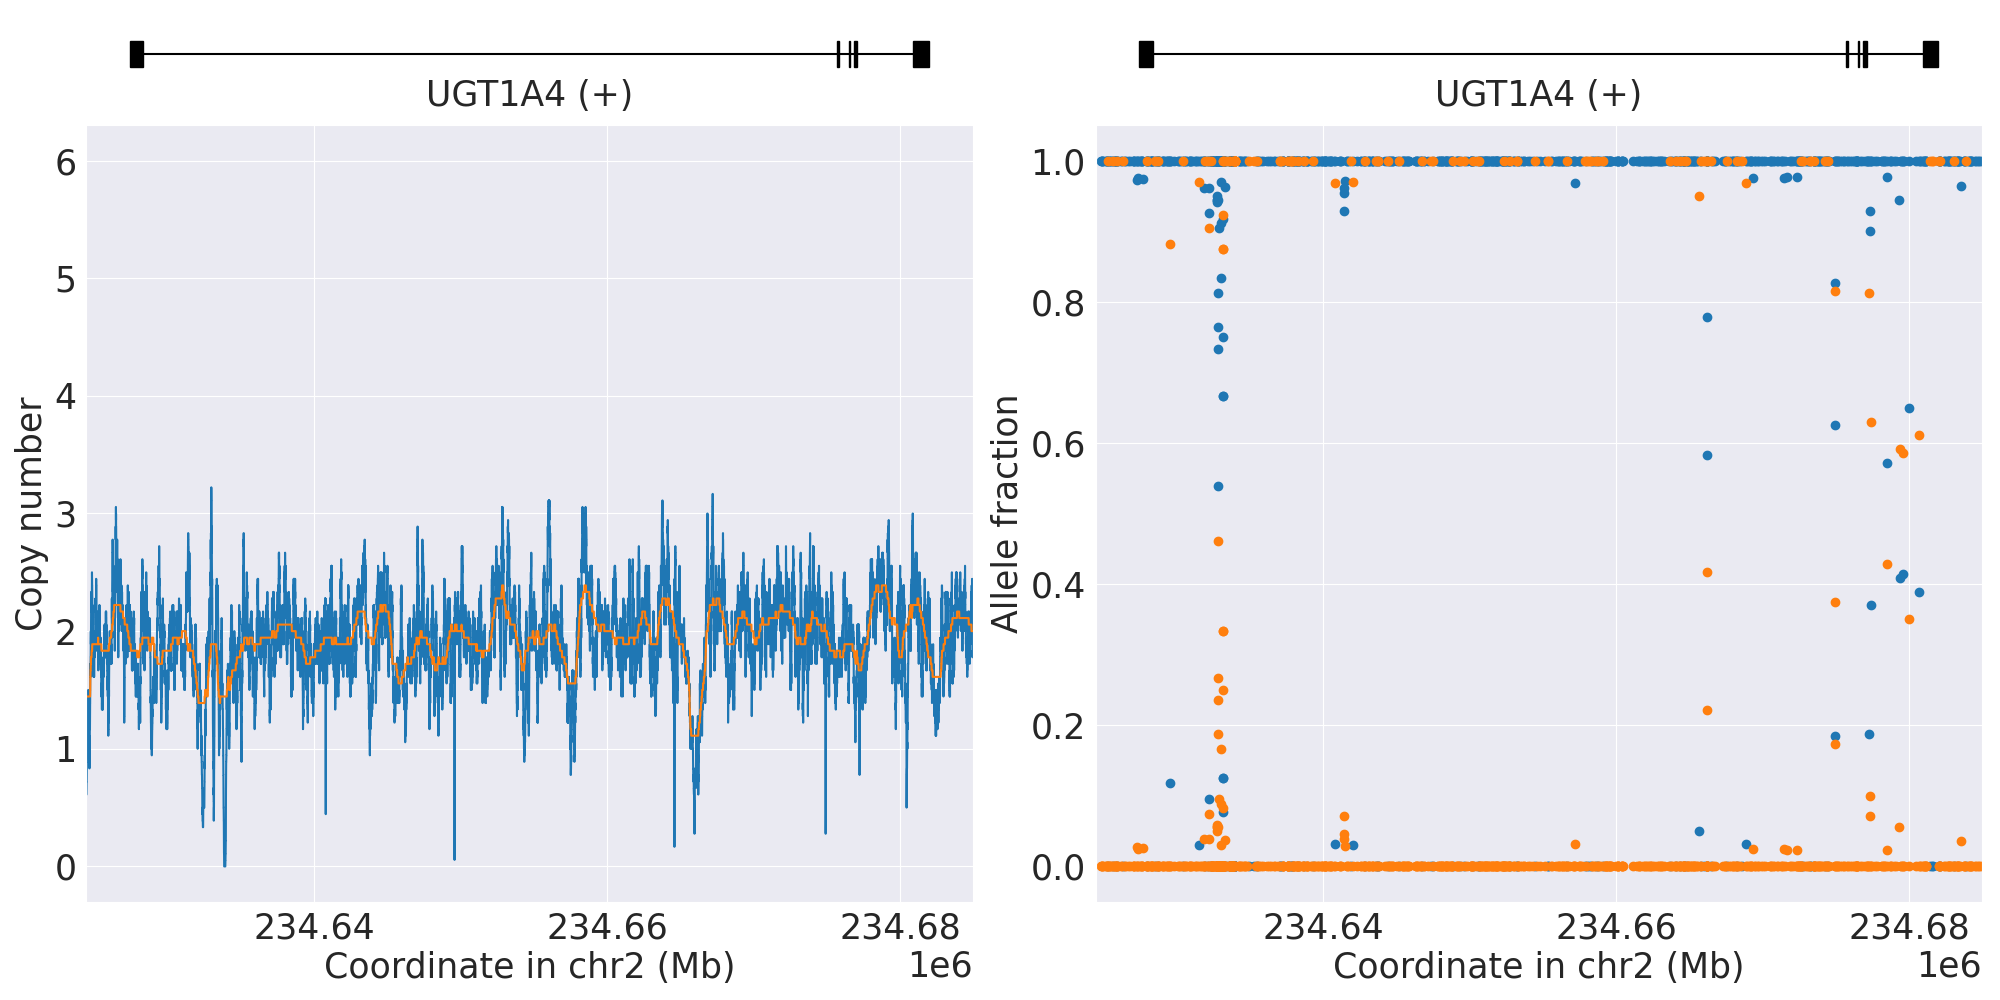 UGT1A4 (+)
6
5
4
3
2
1
0
Copy number
234.64
234.66
234.68
1e6
Coordinate in chr2 (Mb)
UGT1A4 (+)
1.0
0.8
0.6
0.4
0.2
0.0
Allele fraction
234.64
234.66
234.68
1e6
Coordinate in chr2 (Mb)